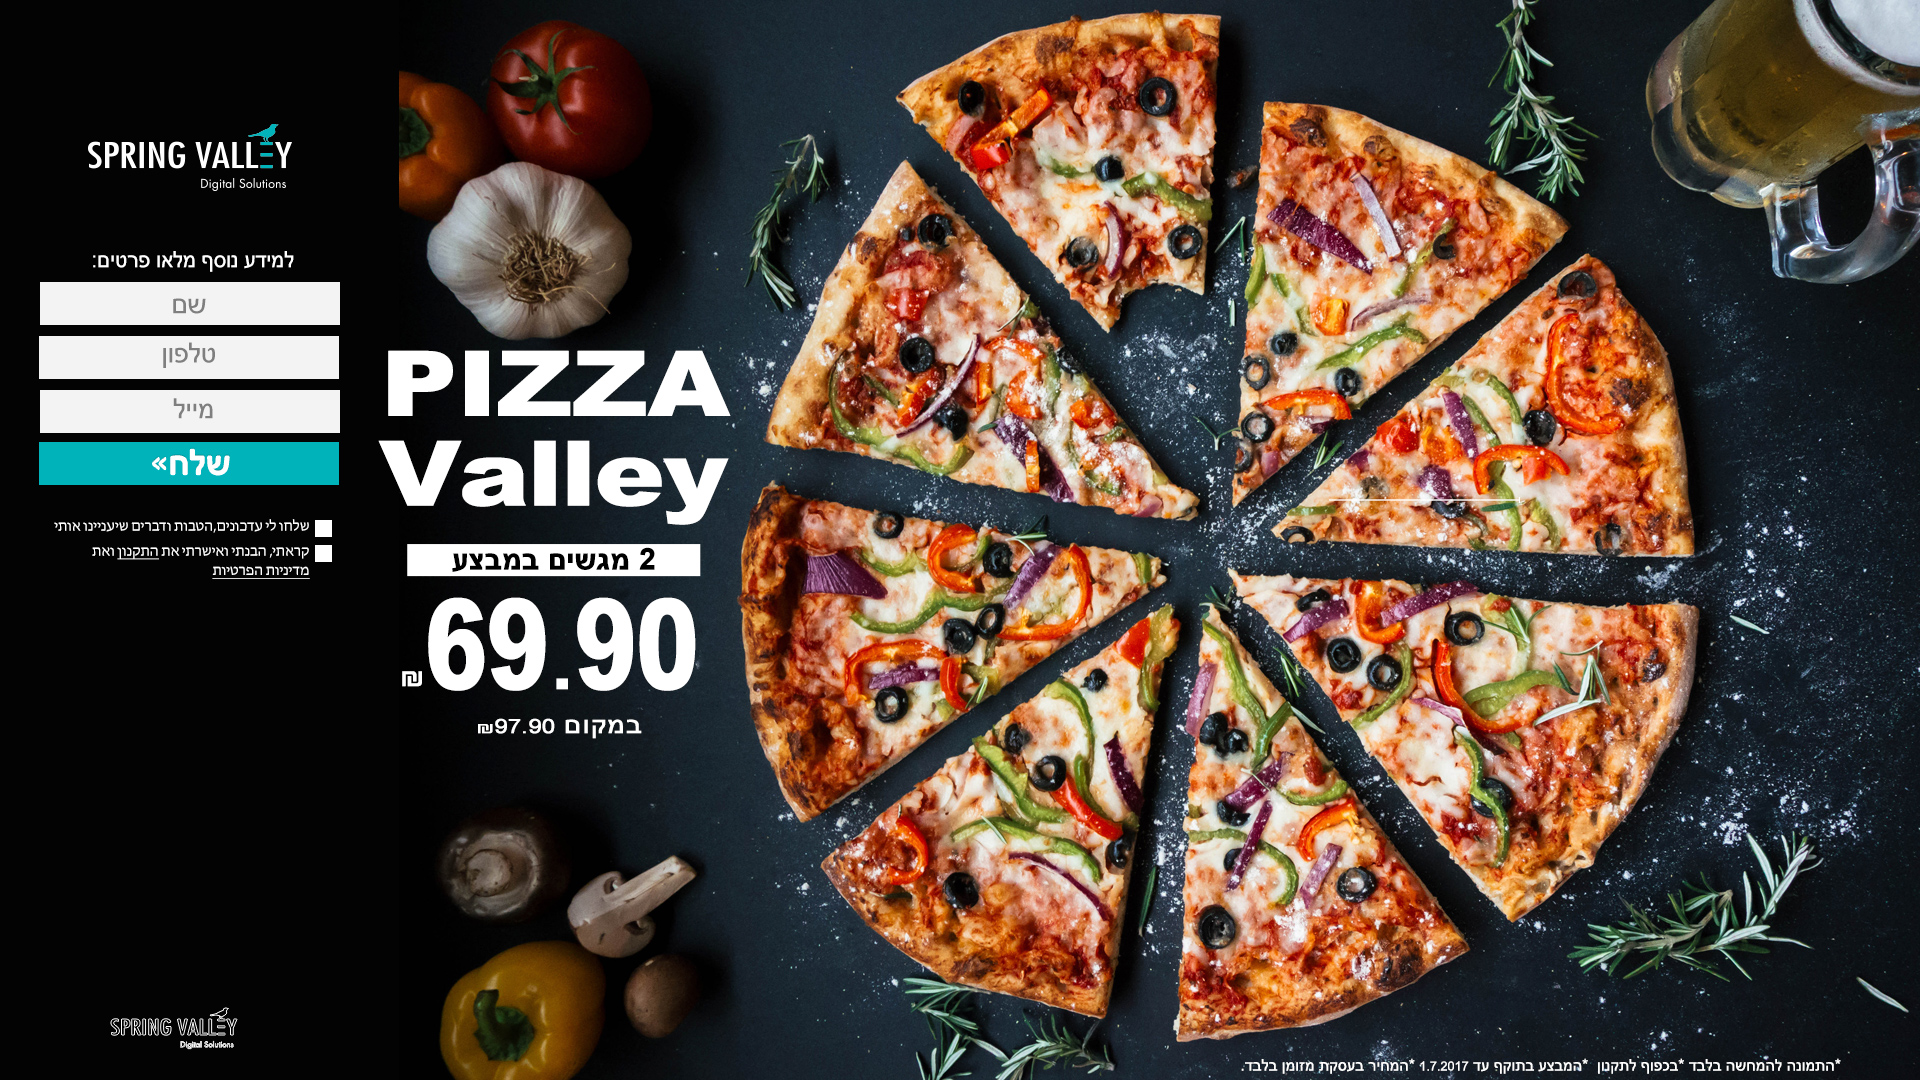 SPRING VALLEY
Digital Solutions
למידע נוסף מלאו פרטים:
שם
טלפון
מייל
שלח»
שלחו לי עדכונים,הטבות ודברים שיעניינו אותי
קראתי, הבנתי ואישרתי את התקנון ואת
מדיניות הפרטיות
PIZZA
Valley
2 מגשים במבצע
69.90 ₪
במקום 97.90₪
SPRING VALLEY
Digital Solutions
*התמונה להמחשה בלבד *בכפוף לתקנון *המבצע בתוקף עד 1.7.2017 *המחיר בעסקת מזומן בלבד.